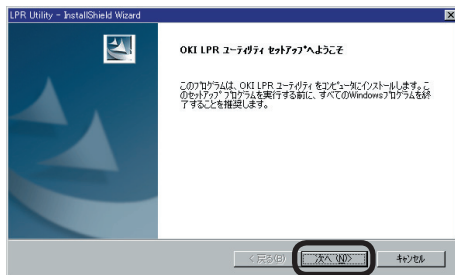 LPR Utility - InstallShield Wizard
OKI LPR ユーティリティ セットアップへようこそ
このプログラムは、OKI LPR ユーティリティ をコンピュータにインストールします。こ
のセットアップ プログラムを実行する前に、すべてのWindowsプログラムを終
了することを推奨します。
< 戻る(B) 次へ (N)> キャンセル